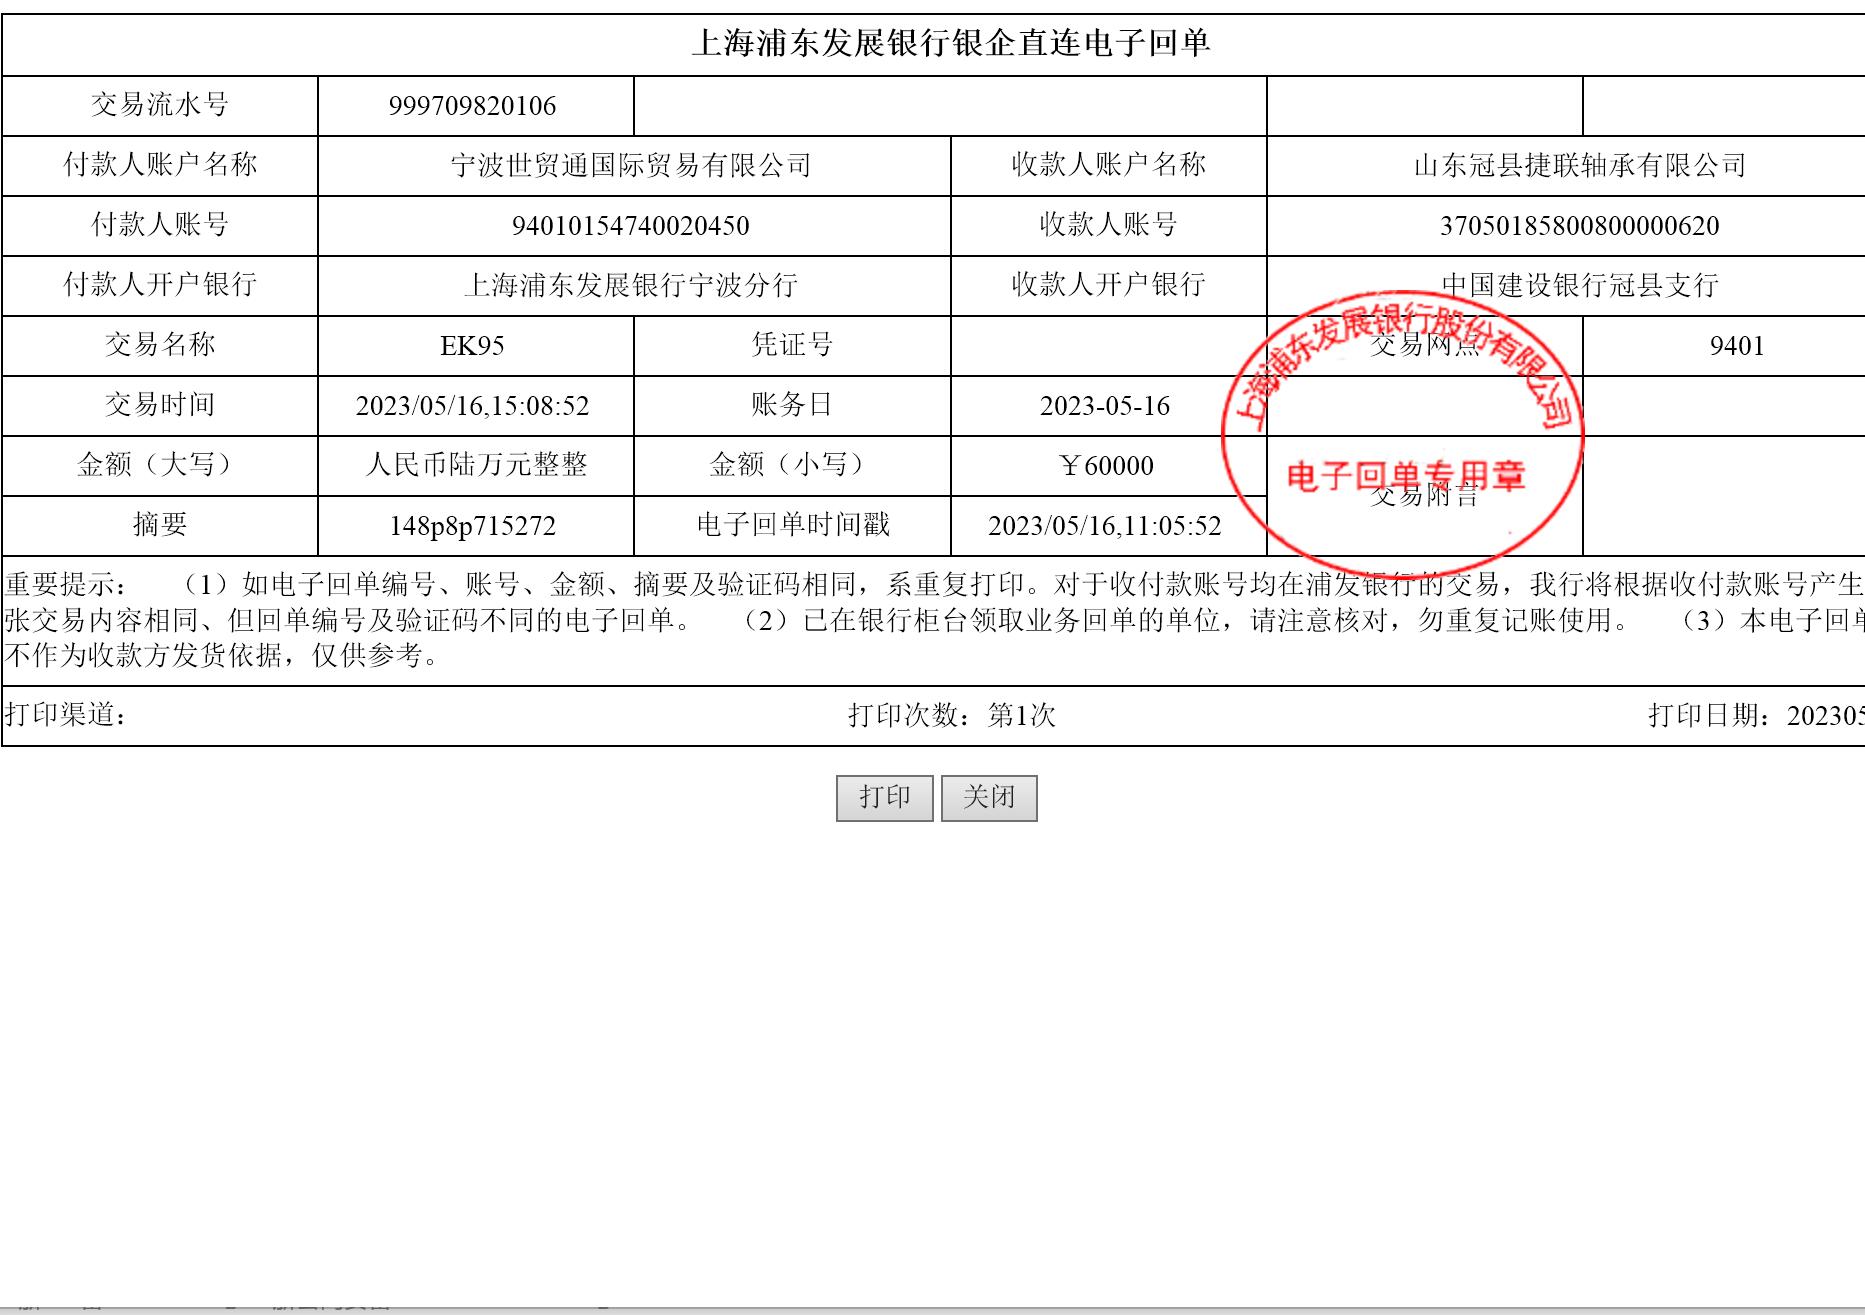 上海浦东发展银行银企直连电子回单
交易流水号 999709820106
付款人账户名称 宁波世贸通国际贸易有限公司 收款人账户名称 山东冠县捷联轴承有限公司
付款人账号 94010154740020450 收款人账号 37050185800800000620
付款人开户银行 上海浦东发展银行宁波分行 收款人开户银行 中国建设银行冠县支行
交易名称 EK95 凭证号 交易网点 9401
上海浦东发展银行股份有限公司
交易时间 2023/05/16,15:08:52 账务日 2023-05-16
金额（大写） 人民币陆万元整整 金额（小写） ￥60000
电子回单专用章
交易附言
摘要 148p8p715272 电子回单时间戳 2023/05/16,11:05:52
重要提示： （1）如电子回单编号、账号、金额、摘要及验证码相同，系重复打印。对于收付款账号均在浦发银行的交易，我行将根据收付款账号产生
张交易内容相同、但回单编号及验证码不同的电子回单。 （2）已在银行柜台领取业务回单的单位，请注意核对，勿重复记账使用。 （3）本电子回单
不作为收款方发货依据，仅供参考。
打印渠道： 打印次数：第1次 打印日期：202305
打印 关闭